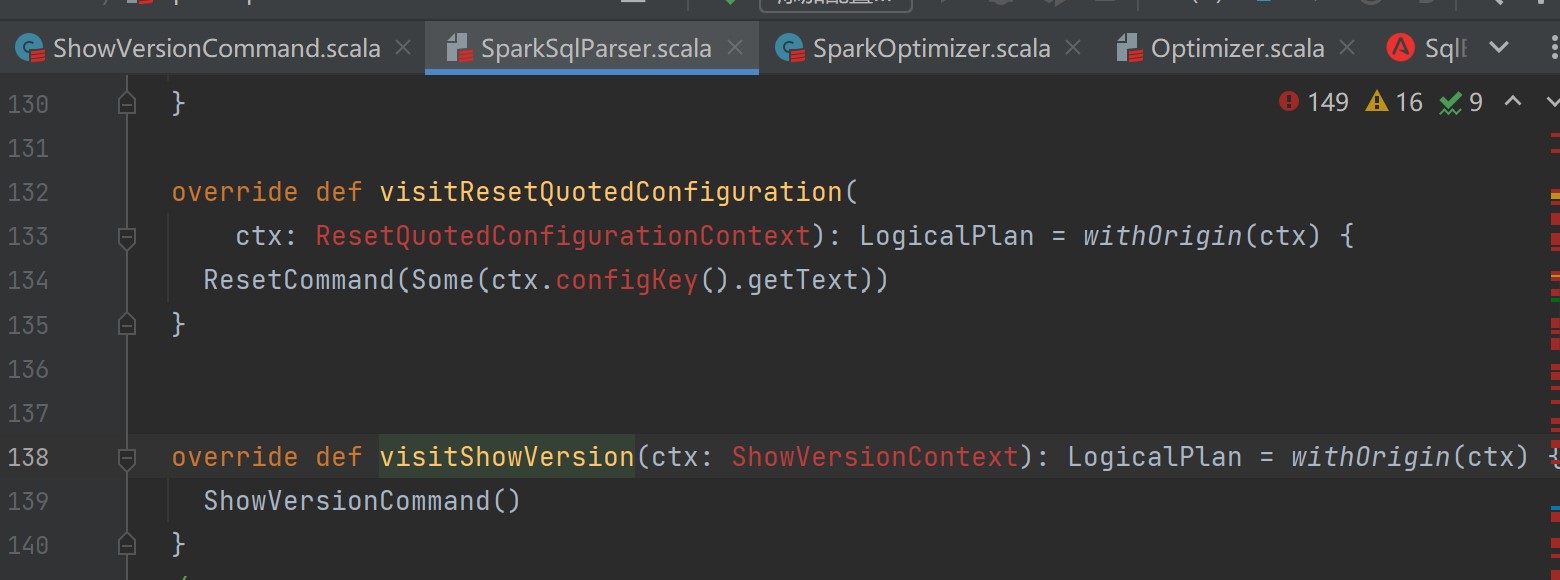 ShowVersionCommand.scala SparkSqlParser.scala SparkOptimizer.scala Optimizer.scala
149 16 9
130 }
131
132 override def visitResetQuotedConfiguration(
133 ctx: ResetQuotedConfigurationContext): LogicalPlan = withOrigin(ctx) {
134 ResetCommand(Some(ctx.configKey().getText))
135 }
136
137
138 override def visitShowVersion(ctx: ShowVersionContext): LogicalPlan = withOrigin(ctx) {
139 ShowVersionCommand()
140 }